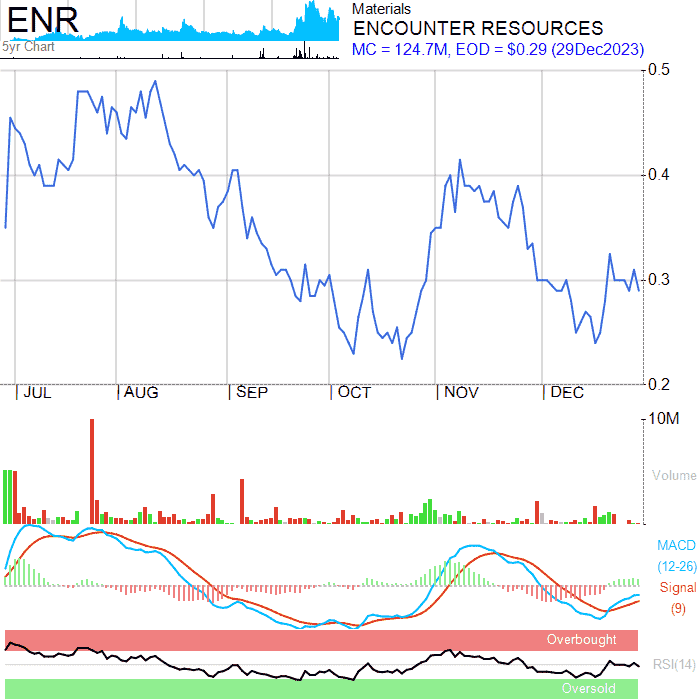 ENR
5yr Chart
Materials
ENCOUNTER RESOURCES
MC = 124.7M, EOD = $0.29 (29Dec2023)
0.5
0.4
0.3
0.2
JUL AUG SEP OCT NOV DEC
10M
Volume
MACD
(12-26)
Signal
(9)
Overbought
RSI(14)
Oversold